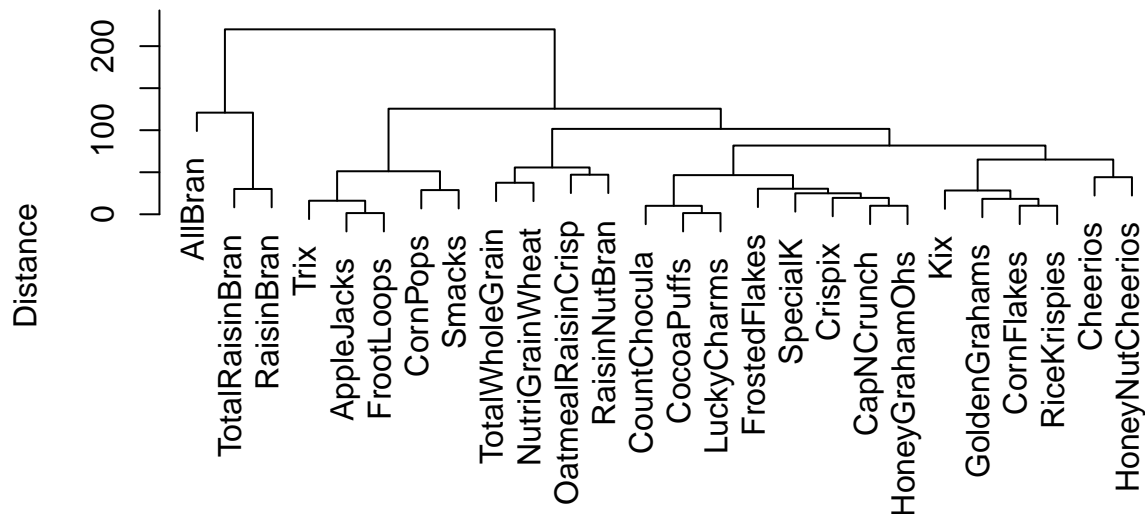 Distance
0
100
200
AllBran
TotalRaisinBran
RaisinBran
Trix
AppleJacks
FrootLoops
CornPops
Smacks
TotalWholeGrain
NutriGrainWheat
OatmealRaisinCrisp
RaisinNutBran
CountChocula
CocoaPuffs
LuckyCharms
FrostedFlakes
SpecialK
Crispix
CapNCrunch
HoneyGrahamOhs
Kix
GoldenGrahams
CornFlakes
RiceKrispies
Cheerios
HoneyNutCheerios